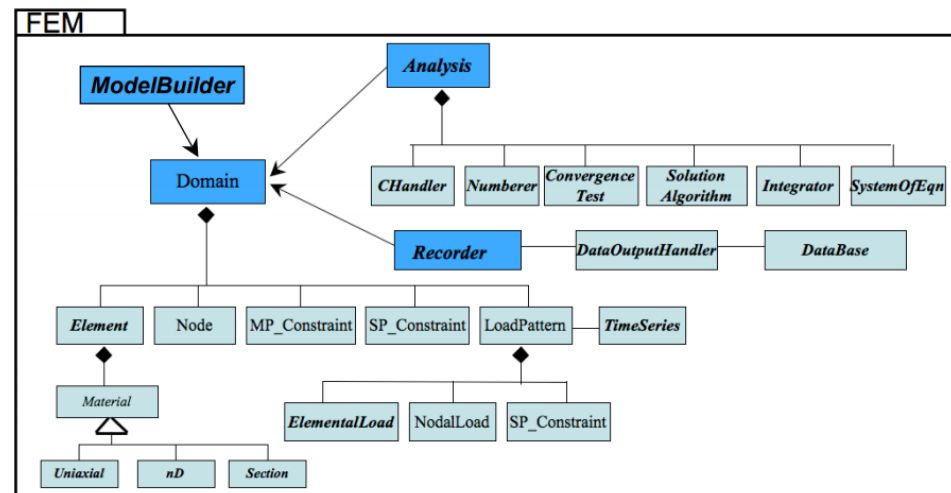 FEM
ModelBuilder
Analysis
Domain
CHandler
Numberer
Convergence
Test
Solution
Algorithm
Integrator
SystemOfEqn
Recorder
DataOutputHandler
DataBase
Element
Node
MP_Constraint
SP_Constraint
LoadPattern
TimeSeries
Material
ElementalLoad
NodalLoad
SP_Constraint
Uniaxial
nD
Section